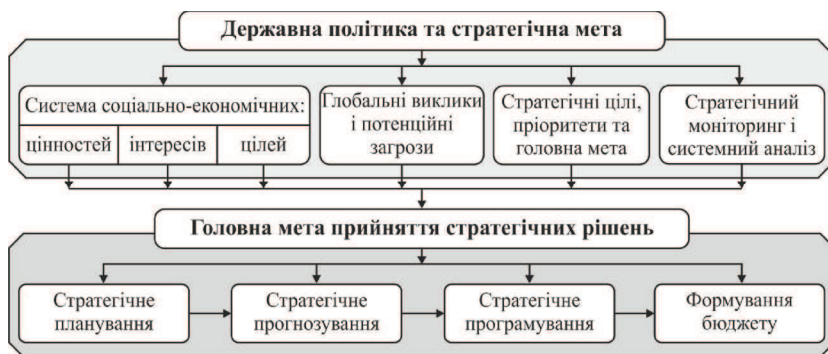 Державна політика та стратегічна мета
Система соціально-економічних:
цінностей
інтересів
цілей
Глобальні виклики
і потенційні
загрози
Стратегічні цілі,
пріоритети та
головна мета
Стратегічний
моніторинг і
системний аналіз
Головна мета прийняття стратегічних рішень
Стратегічне
планування
Стратегічне
прогнозування
Стратегічне
програмування
Формування
бюджету